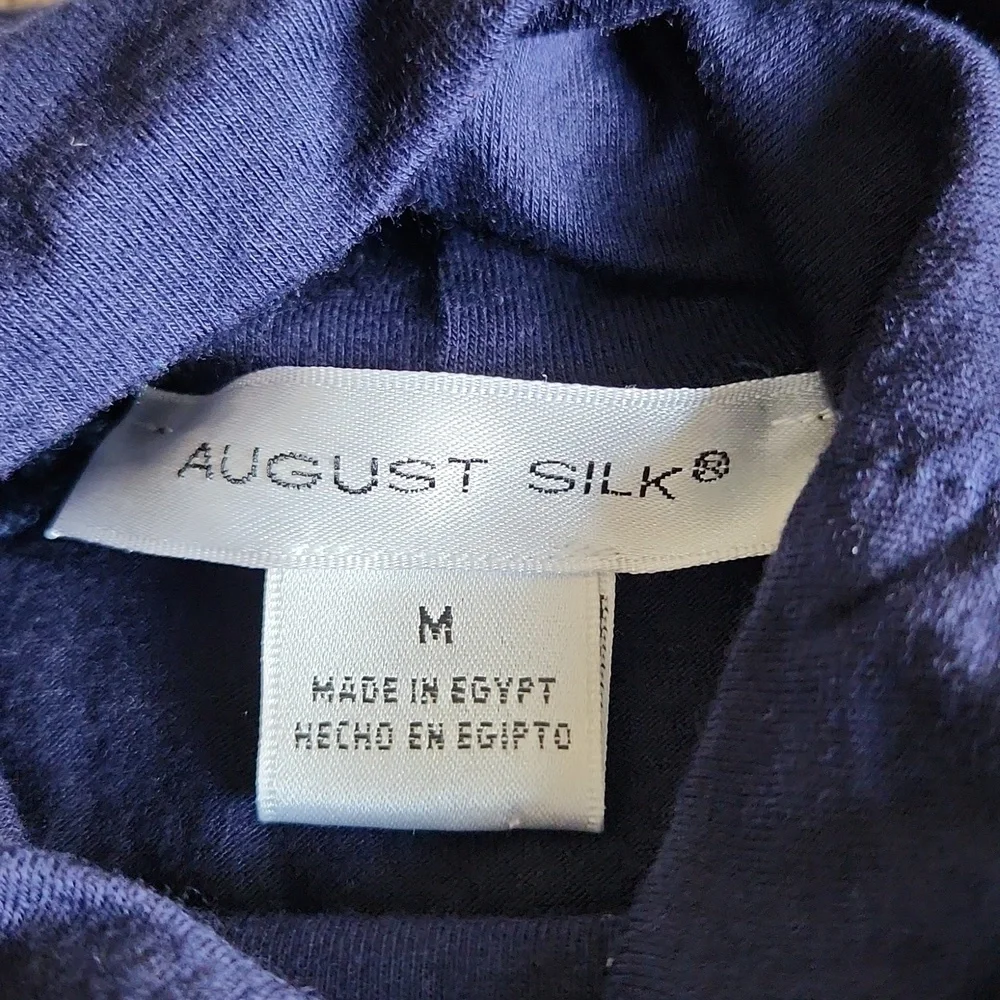 AUGUST SILK®
M
MADE IN EGYPT
HECHO EN EGIPTO